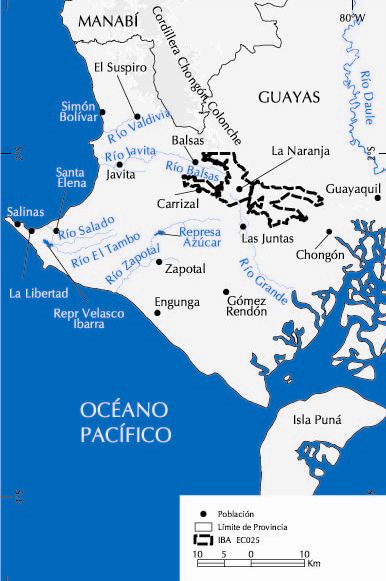 MANABÍ
80°W
Cordillera Chongón Colonche
El Suspiro
GUAYAS
Río Daule
Simón
Bolívar
Río Valdivia
Balsas
2°S
2°S
Río Javita
La Naranja
Javita
Río Balsas
Santa
Elena
Guayaquil
Carrizal
Salinas
Río Salado
Represa
Azúcar
Las Juntas
Río El Tambo
Chongón
Río Zapotal
Zapotal
La Libertad
Río Grande
Repr Velasco
Ibarra
Engunga
Gómez
Rendón
OCÉANO
PACÍFICO
Isla Puná
Población
Límite de Provincia
IBA EC025
10 5 0 10
Km